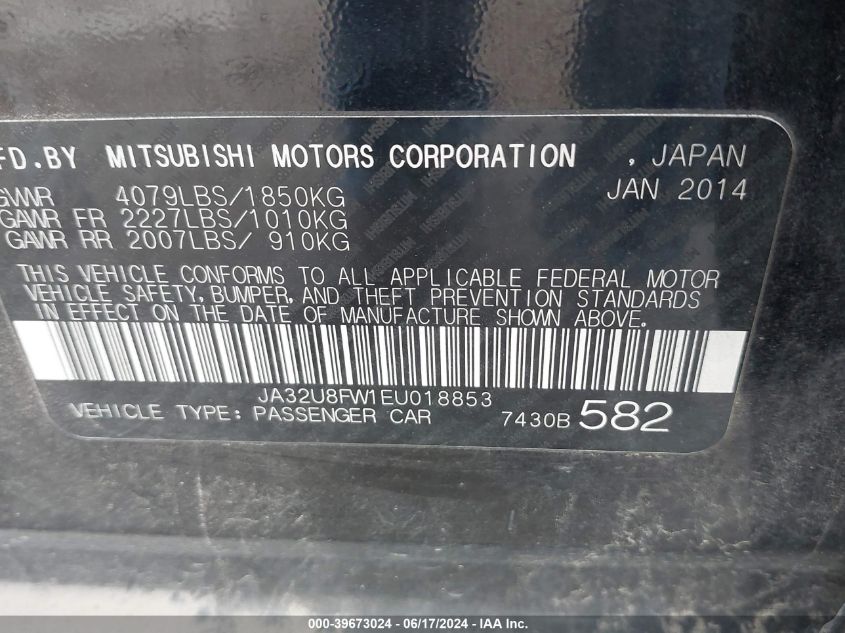 FD.BY MITSUBISHI MOTORS CORPORATION , JAPAN
GVWR 4079LBS/1850KG JAN 2014
GAWR FR 2227LBS/1010KG
GAWR RR 2007LBS/ 910KG
THIS VEHICLE CONFORMS TO ALL APPLICABLE FEDERAL MOTOR
VEHICLE SAFETY, BUMPER, AND THEFT PREVENTION STANDARDS
IN EFFECT ON THE DATE OF MANUFACTURE SHOWN ABOVE.
JA32U8FW1EU018853
VEHICLE TYPE: PASSENGER CAR 7430B 582
000-39673024 - 06/17/2024 - IAA Inc.